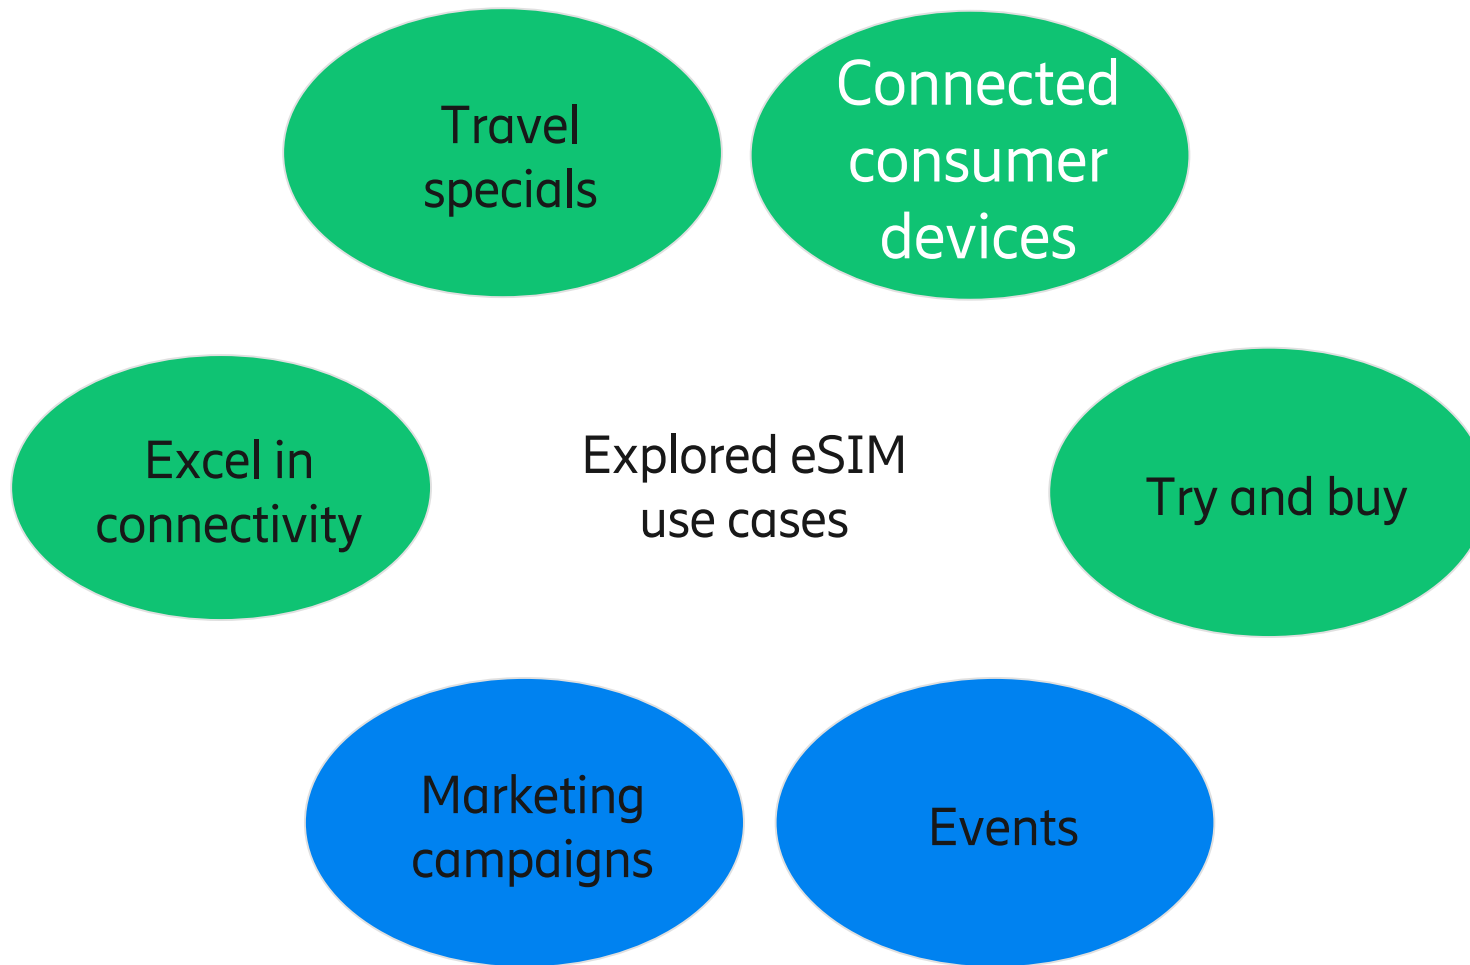 Travel
specials
Connected
consumer
devices
Excel in
connectivity
Explored eSIM
use cases
Try and buy
Marketing
campaigns
Events